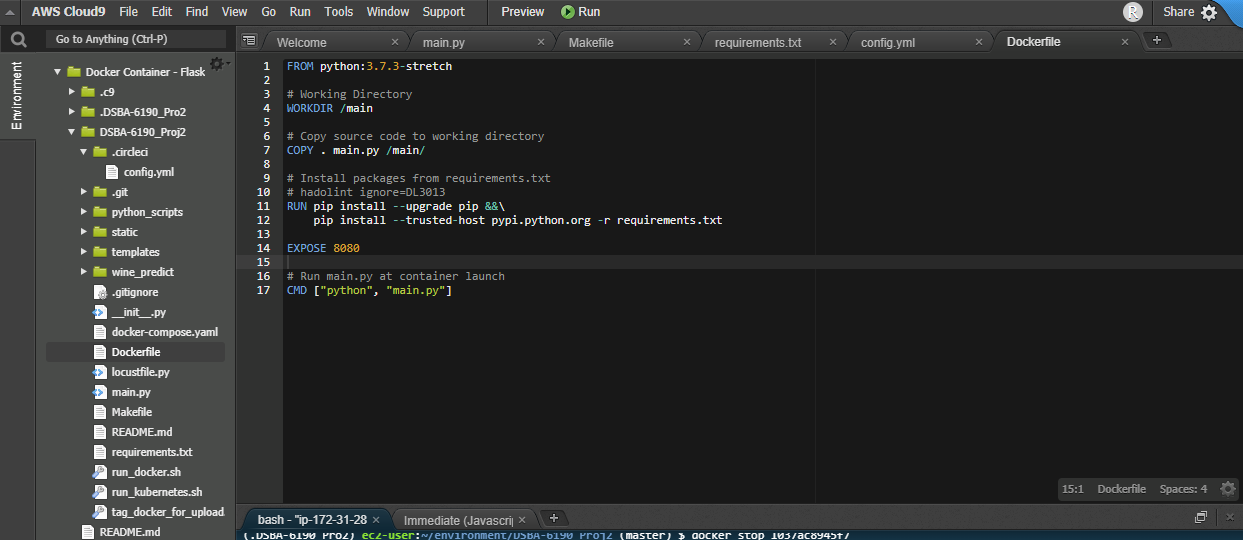 AWS Cloud9 File Edit Find View Go Run Tools Window Support Preview Run R Share
Go to Anything (Ctrl-P)
Welcome main.py Makefile requirements.txt config.yml Dockerfile
Environment
Docker Container - Flask
.c9
.DSBA-6190_Pro2
DSBA-6190_Proj2
.circleci
config.yml
.git
python_scripts
static
templates
wine_predict
.gitignore
__init__.py
docker-compose.yaml
Dockerfile
locustfile.py
main.py
Makefile
README.md
requirements.txt
run_docker.sh
run_kubernetes.sh
tag_docker_for_upload.
README.md
1 FROM python:3.7.3-stretch
2
3 # Working Directory
4 WORKDIR /main
5
6 # Copy source code to working directory
7 COPY . main.py /main/
8
9 # Install packages from requirements.txt
10 # hadolint ignore=DL3013
11 RUN pip install --upgrade pip &&\
12 pip install --trusted-host pypi.python.org -r requirements.txt
13
14 EXPOSE 8080
15
16 # Run main.py at container launch
17 CMD ["python", "main.py"]
15:1 Dockerfile Spaces: 4
bash - "ip-172-31-28 Immediate (Javascrip
(.DSBA-6190_Pro2) ec2-user:~/environment/DSBA-6190_Proj2 (master) $ docker stop 1037ac8945f7